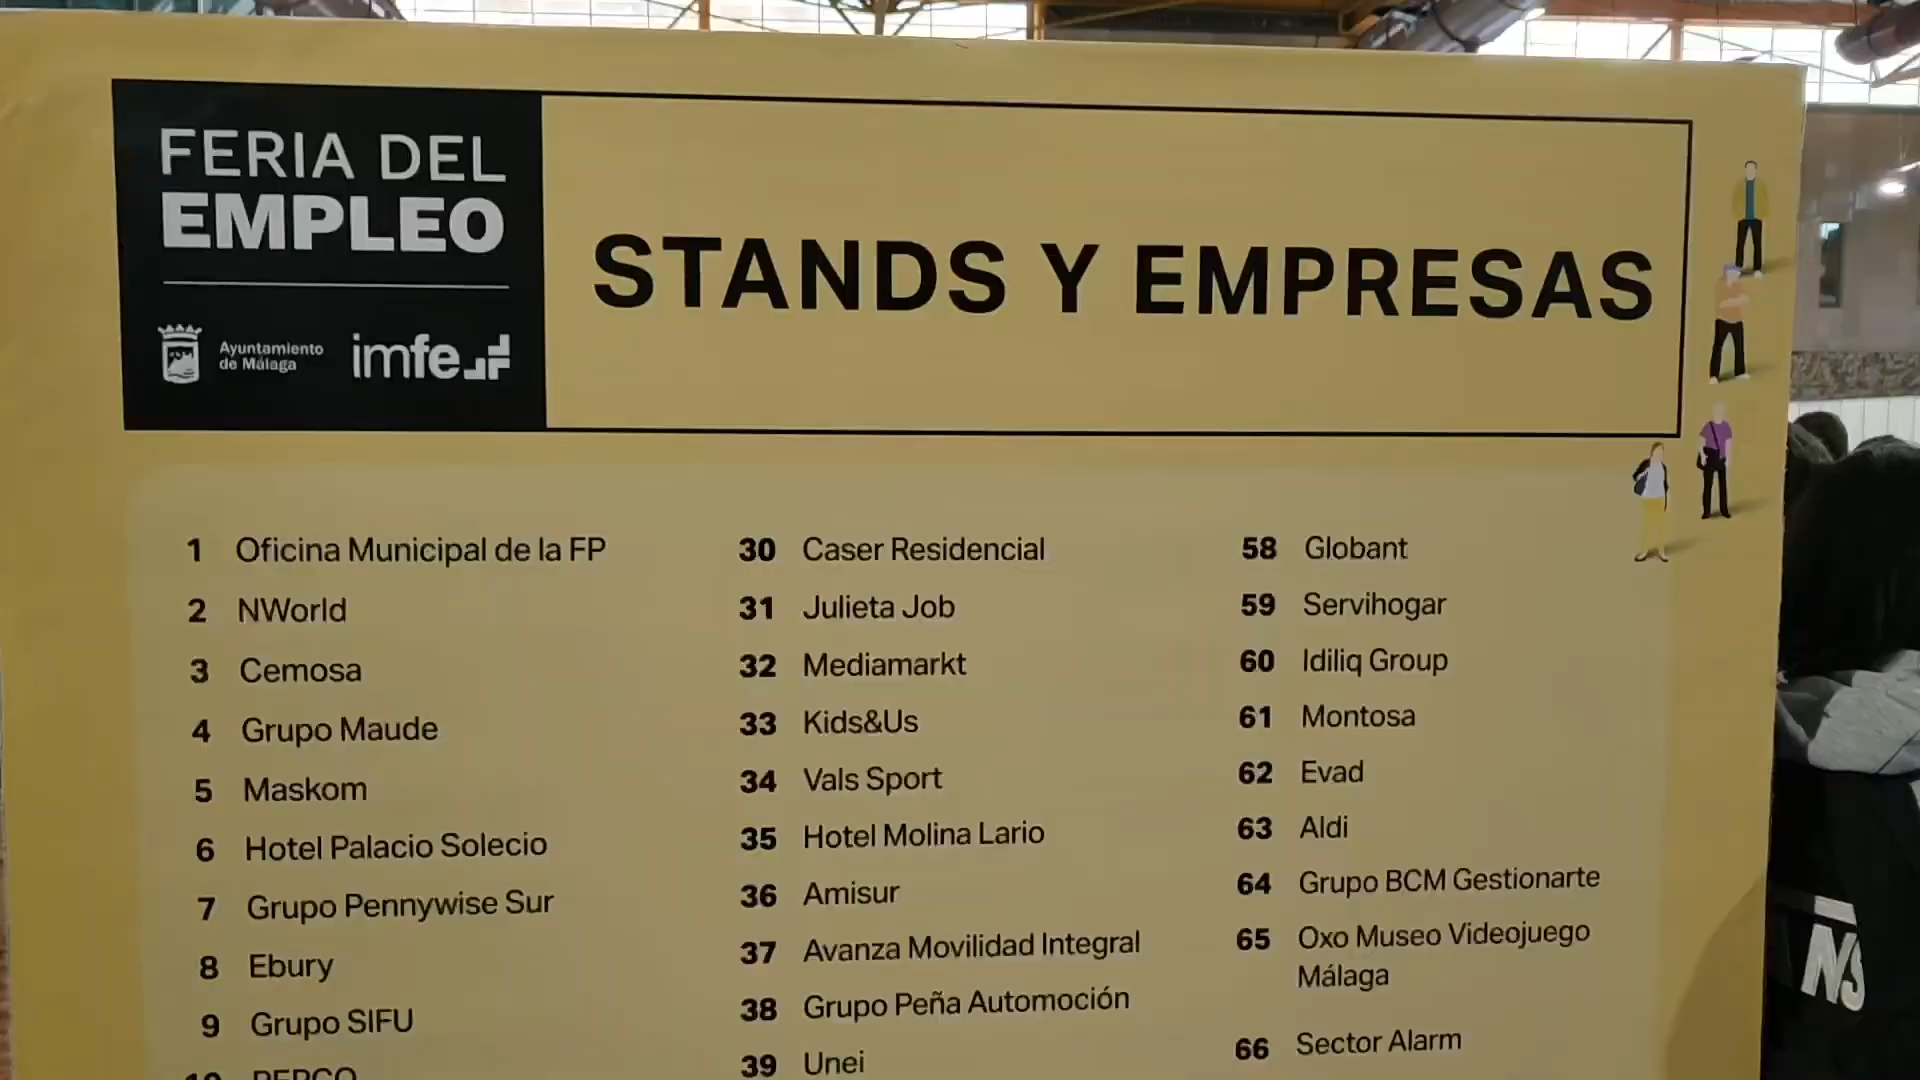 FERIA DEL
EMPLEO
Ayuntamiento
de Málaga
imfe
STANDS Y EMPRESAS
1 Oficina Municipal de la FP
2 NWorld
3 Cemosa
4 Grupo Maude
5 Maskom
6 Hotel Palacio Solecio
7 Grupo Pennywise Sur
8 Ebury
9 Grupo SIFU
10 PEPCO
30 Caser Residencial
31 Julieta Job
32 Mediamarkt
33 Kids&Us
34 Vals Sport
35 Hotel Molina Lario
36 Amisur
37 Avanza Movilidad Integral
38 Grupo Peña Automoción
39 Unei
58 Globant
59 Servihogar
60 Idiliq Group
61 Montosa
62 Evad
63 Aldi
64 Grupo BCM Gestionarte
65 Oxo Museo Videojuego
Málaga
66 Sector Alarm